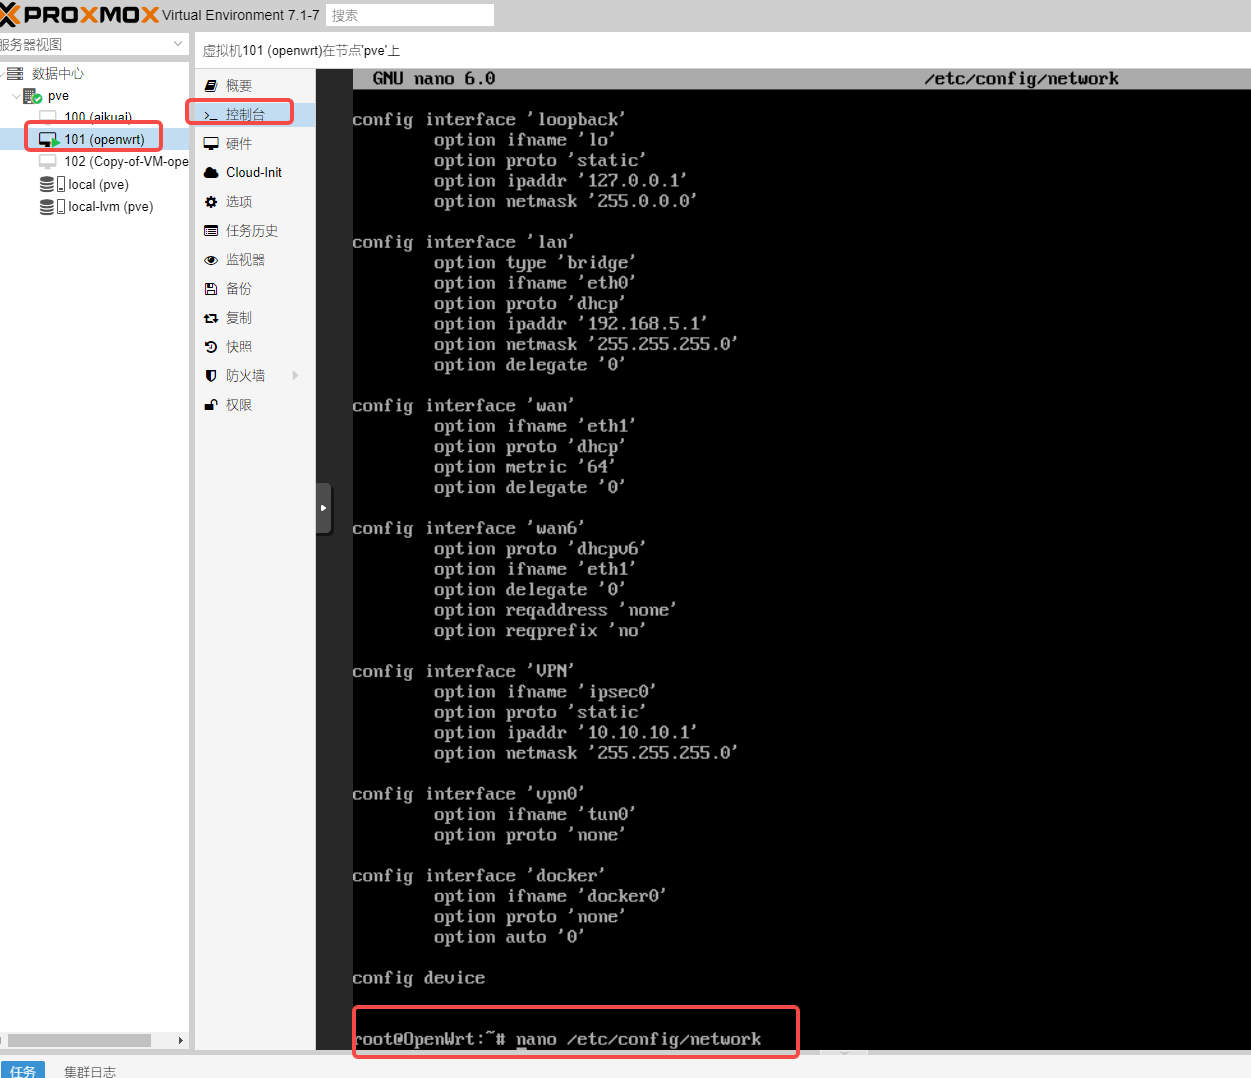 PROXMOX Virtual Environment 7.1-7 搜索
服务器视图
虚拟机101 (openwrt)在节点'pve'上
数据中心
pve
100 (aikuai)
101 (openwrt)
102 (Copy-of-VM-ope
local (pve)
local-lvm (pve)
概要
控制台
硬件
Cloud-Init
选项
任务历史
监视器
备份
复制
快照
防火墙
权限
GNU nano 6.0 /etc/config/network
config interface 'loopback'
option ifname 'lo'
option proto 'static'
option ipaddr '127.0.0.1'
option netmask '255.0.0.0'
config interface 'lan'
option type 'bridge'
option ifname 'eth0'
option proto 'dhcp'
option ipaddr '192.168.5.1'
option netmask '255.255.255.0'
option delegate '0'
config interface 'wan'
option ifname 'eth1'
option proto 'dhcp'
option metric '64'
option delegate '0'
config interface 'wan6'
option proto 'dhcpv6'
option ifname 'eth1'
option delegate '0'
option reqaddress 'none'
option reqprefix 'no'
config interface 'VPN'
option ifname 'ipsec0'
option proto 'static'
option ipaddr '10.10.10.1'
option netmask '255.255.255.0'
config interface 'vpn0'
option ifname 'tun0'
option proto 'none'
config interface 'docker'
option ifname 'docker0'
option proto 'none'
option auto '0'
config device
root@OpenWrt:~# nano /etc/config/network
任务 集群日志